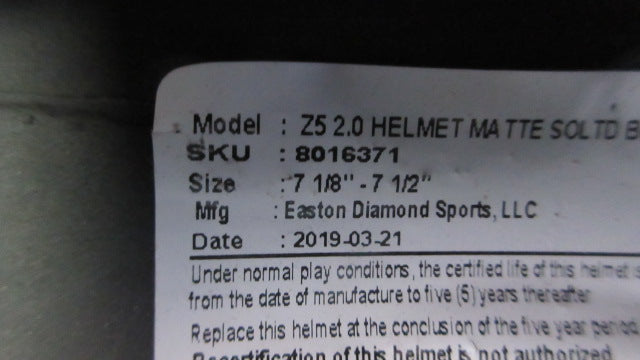 Model : Z5 2.0 HELMET MATTE SOLTD B
SKU : 8016371
Size : 7 1/8" - 7 1/2"
Mfg : Easton Diamond Sports, LLC
Date : 2019-03-21
Under normal play conditions, the certified life of this helmet
from the date of manufacture to five (5) years thereafter
Replace this helmet at the conclusion of the five year period
Recertification of this helmet is not authorized